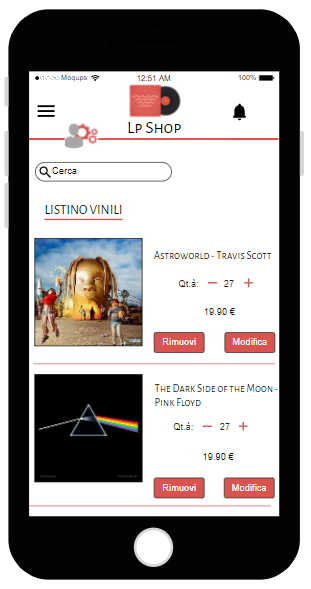 Moqups
12:51 AM
100%
Lp Shop
Cerca
LISTINO VINILI
Astroworld - Travis Scott
Qt.à: − 27 +
19.90 €
Rimuovi Modifica
The Dark Side of the Moon -
Pink Floyd
Qt.à: − 27 +
19.90 €
Rimuovi Modifica